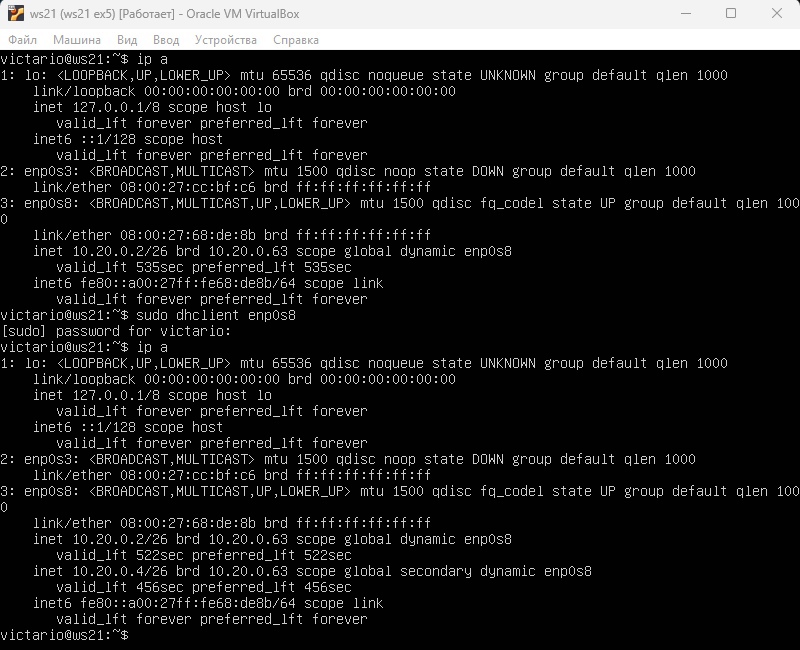 ws21 (ws21 ex5) [Работает] - Oracle VM VirtualBox
Файл Машина Вид Ввод Устройства Справка
victario@ws21:~$ ip a
1: lo: <LOOPBACK,UP,LOWER_UP> mtu 65536 qdisc noqueue state UNKNOWN group default qlen 1000
    link/loopback 00:00:00:00:00:00 brd 00:00:00:00:00:00
    inet 127.0.0.1/8 scope host lo
       valid_lft forever preferred_lft forever
    inet6 ::1/128 scope host
       valid_lft forever preferred_lft forever
2: enp0s3: <BROADCAST,MULTICAST> mtu 1500 qdisc noop state DOWN group default qlen 1000
    link/ether 08:00:27:cc:bf:c6 brd ff:ff:ff:ff:ff:ff
3: enp0s8: <BROADCAST,MULTICAST,UP,LOWER_UP> mtu 1500 qdisc fq_codel state UP group default qlen 100
0
    link/ether 08:00:27:68:de:8b brd ff:ff:ff:ff:ff:ff
    inet 10.20.0.2/26 brd 10.20.0.63 scope global dynamic enp0s8
       valid_lft 535sec preferred_lft 535sec
    inet6 fe80::a00:27ff:fe68:de8b/64 scope link
       valid_lft forever preferred_lft forever
victario@ws21:~$ sudo dhclient enp0s8
[sudo] password for victario:
victario@ws21:~$ ip a
1: lo: <LOOPBACK,UP,LOWER_UP> mtu 65536 qdisc noqueue state UNKNOWN group default qlen 1000
    link/loopback 00:00:00:00:00:00 brd 00:00:00:00:00:00
    inet 127.0.0.1/8 scope host lo
       valid_lft forever preferred_lft forever
    inet6 ::1/128 scope host
       valid_lft forever preferred_lft forever
2: enp0s3: <BROADCAST,MULTICAST> mtu 1500 qdisc noop state DOWN group default qlen 1000
    link/ether 08:00:27:cc:bf:c6 brd ff:ff:ff:ff:ff:ff
3: enp0s8: <BROADCAST,MULTICAST,UP,LOWER_UP> mtu 1500 qdisc fq_codel state UP group default qlen 100
0
    link/ether 08:00:27:68:de:8b brd ff:ff:ff:ff:ff:ff
    inet 10.20.0.2/26 brd 10.20.0.63 scope global dynamic enp0s8
       valid_lft 522sec preferred_lft 522sec
    inet 10.20.0.4/26 brd 10.20.0.63 scope global secondary dynamic enp0s8
       valid_lft 456sec preferred_lft 456sec
    inet6 fe80::a00:27ff:fe68:de8b/64 scope link
       valid_lft forever preferred_lft forever
victario@ws21:~$